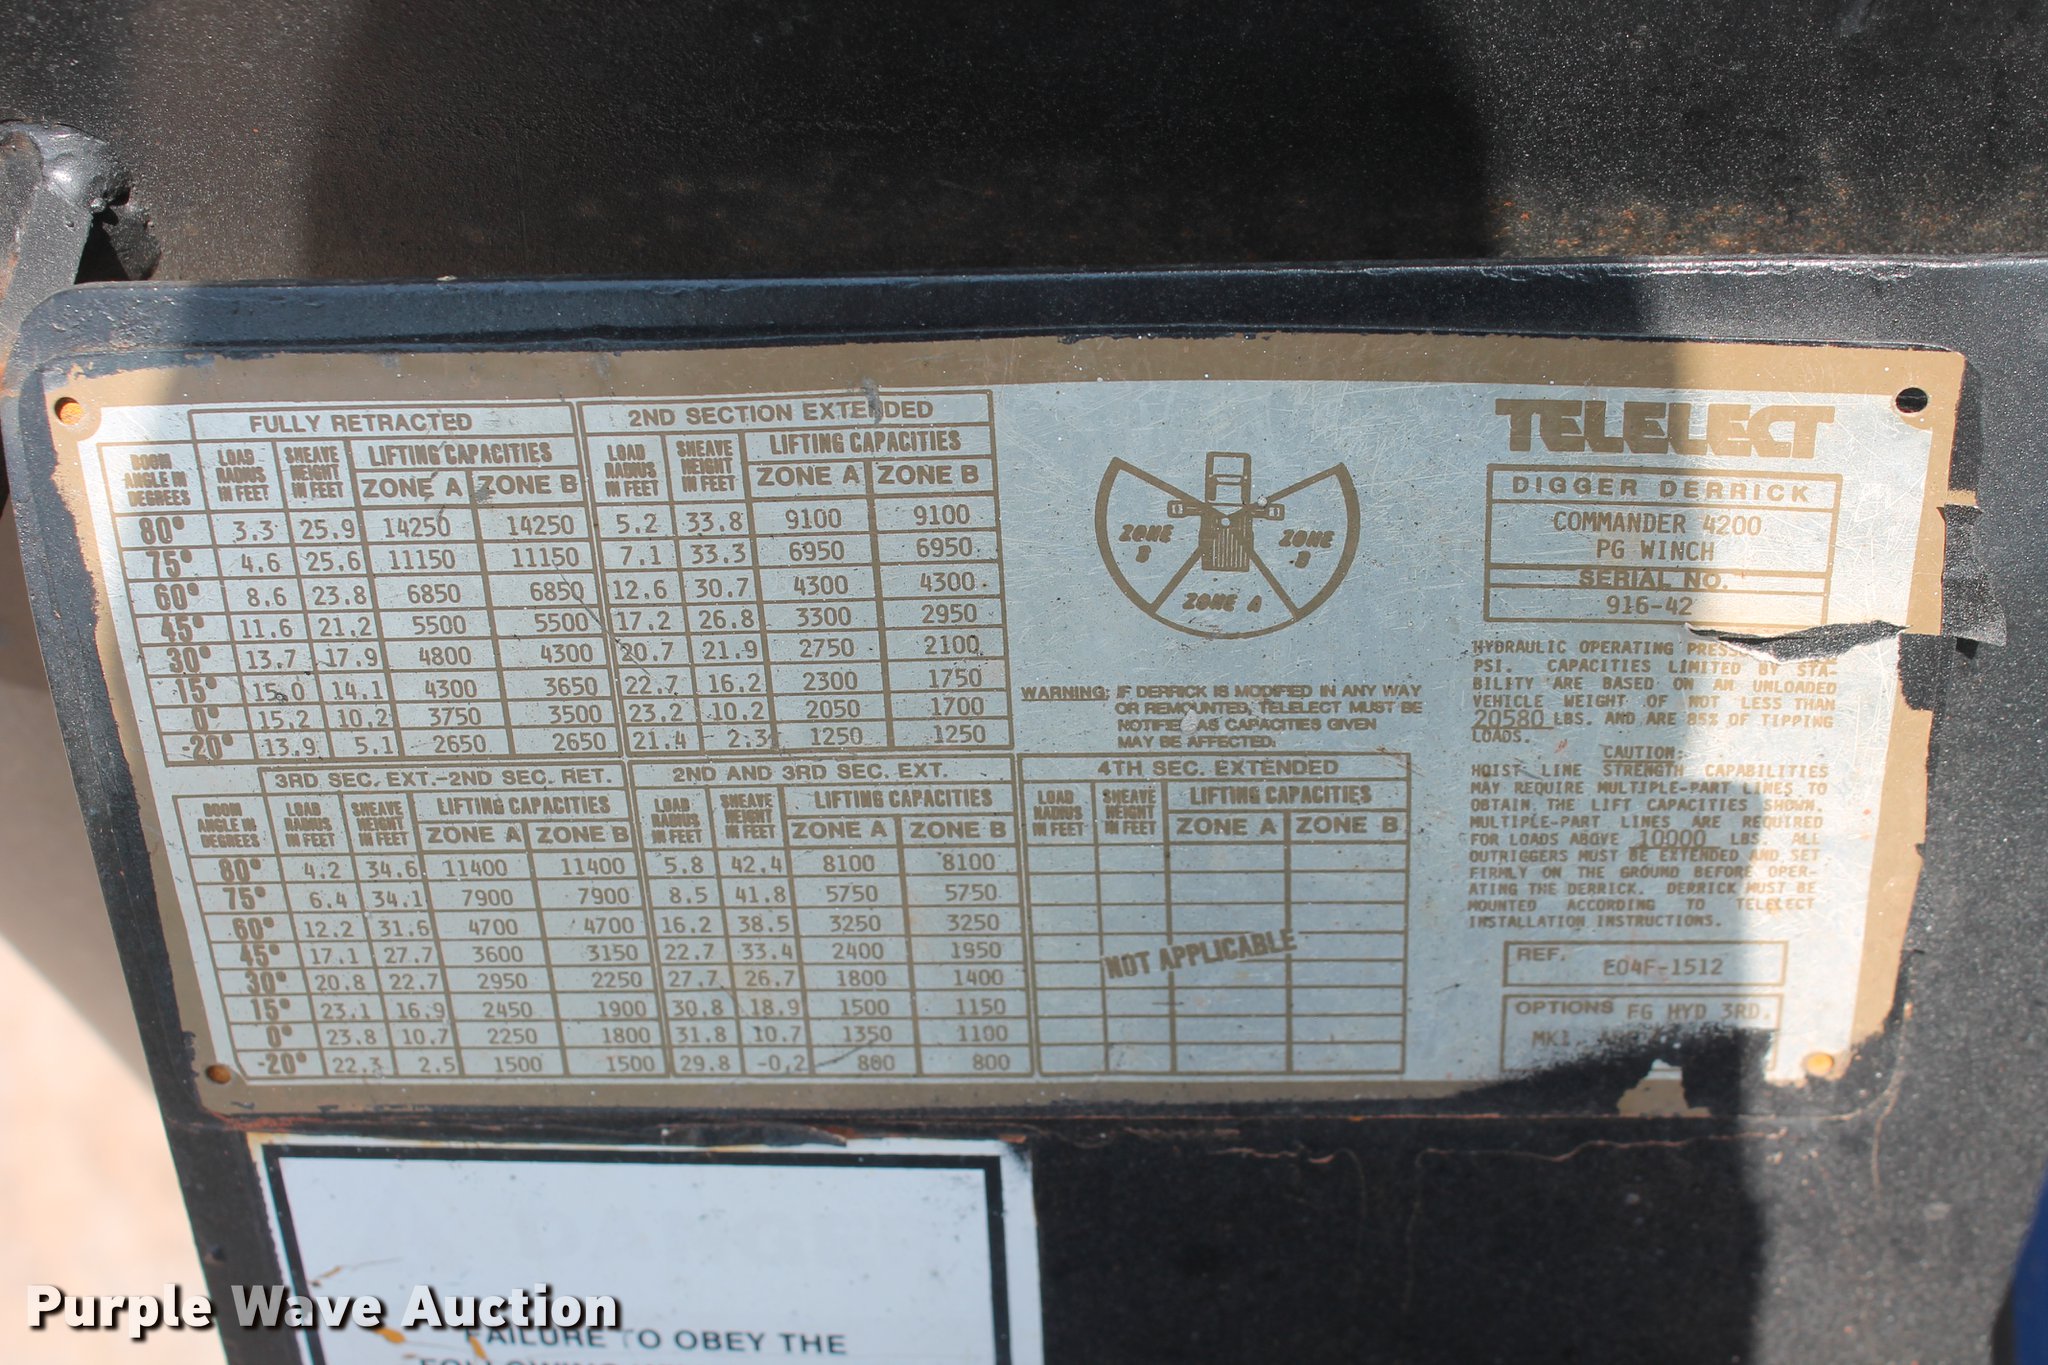 FULLY RETRACTED
2ND SECTION EXTENDED
BOOM ANGLE IN DEGREES
LOAD RADIUS IN FEET
SHEAVE HEIGHT IN FEET
LIFTING CAPACITIES
ZONE A ZONE B
LOAD RADIUS IN FEET
SHEAVE HEIGHT IN FEET
LIFTING CAPACITIES
ZONE A ZONE B
80° 3.3 25.9 14250 14250 5.2 33.8 9100 9100
75° 4.6 25.6 11150 11150 7.1 33.3 6950 6950
60° 8.6 23.8 6850 6850 12.6 30.7 4300 4300
45° 11.6 21.2 5500 5500 17.2 26.8 3300 2950
30° 13.7 17.9 4800 4300 20.7 21.9 2750 2100
15° 15.0 14.1 4300 3650 22.7 16.2 2300 1750
0° 15.2 10.2 3750 3500 23.2 10.2 2050 1700
-20° 13.9 5.1 2650 2650 21.4 2.3 1250 1250
3RD SEC. EXT.-2ND SEC. RET.
2ND AND 3RD SEC. EXT.
4TH SEC. EXTENDED
BOOM ANGLE IN DEGREES
LOAD RADIUS IN FEET
SHEAVE HEIGHT IN FEET
LIFTING CAPACITIES
ZONE A ZONE B
LOAD RADIUS IN FEET
SHEAVE HEIGHT IN FEET
LIFTING CAPACITIES
ZONE A ZONE B
LOAD RADIUS IN FEET
SHEAVE HEIGHT IN FEET
LIFTING CAPACITIES
ZONE A ZONE B
80° 4.2 34.6 11400 11400 5.8 42.4 8100 8100
75° 6.4 34.1 7900 7900 8.5 41.8 5750 5750
60° 12.2 31.6 4700 4700 16.2 38.5 3250 3250
45° 17.1 27.7 3600 3150 22.7 33.4 2400 1950
30° 20.8 22.7 2950 2250 27.7 26.7 1800 1400
15° 23.1 16.9 2450 1900 30.8 18.9 1500 1150
0° 23.8 10.7 2250 1800 31.8 10.7 1350 1100
-20° 22.3 2.5 1500 1500 29.8 -0.2 800 800
NOT APPLICABLE
ZONE B
ZONE B
ZONE A
WARNING: IF DERRICK IS MODIFIED IN ANY WAY
OR REMOUNTED, TELELECT MUST BE
NOTIFIED AS CAPACITIES GIVEN
MAY BE AFFECTED.
TELELECT
DIGGER DERRICK
COMMANDER 4200
PG WINCH
SERIAL NO.
916-42
HYDRAULIC OPERATING
PSI. CAPACITIES LIMITED BY STA-
BILITY ARE BASED ON AN UNLOADED
VEHICLE WEIGHT OF NOT LESS THAN
20580 LBS. AND ARE 85% OF TIPPING
LOADS.
CAUTION:
HOIST LINE STRENGTH CAPABILITIES
MAY REQUIRE MULTIPLE-PART LINES TO
OBTAIN THE LIFT CAPACITIES SHOWN.
MULTIPLE-PART LINES ARE REQUIRED
FOR LOADS ABOVE 10000 LBS. ALL
OUTRIGGERS MUST BE EXTENDED AND SET
FIRMLY ON THE GROUND BEFORE OPER-
ATING THE DERRICK. DERRICK MUST BE
MOUNTED ACCORDING TO TELELECT
INSTALLATION INSTRUCTIONS.
REF. E04F-1512
OPTIONS FG HYD 3RD,
MK1
FAILURE TO OBEY THE
Purple Wave Auction